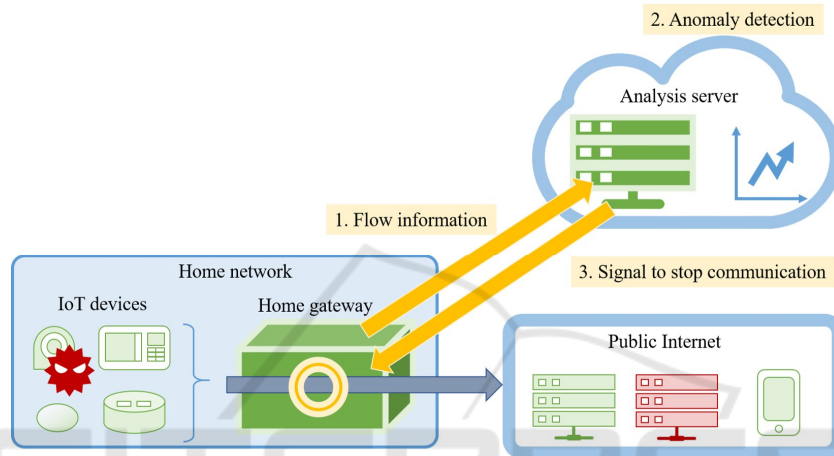 2. Anomaly detection
Analysis server
1. Flow information
3. Signal to stop communication
Home network
IoT devices
Home gateway
Public Internet